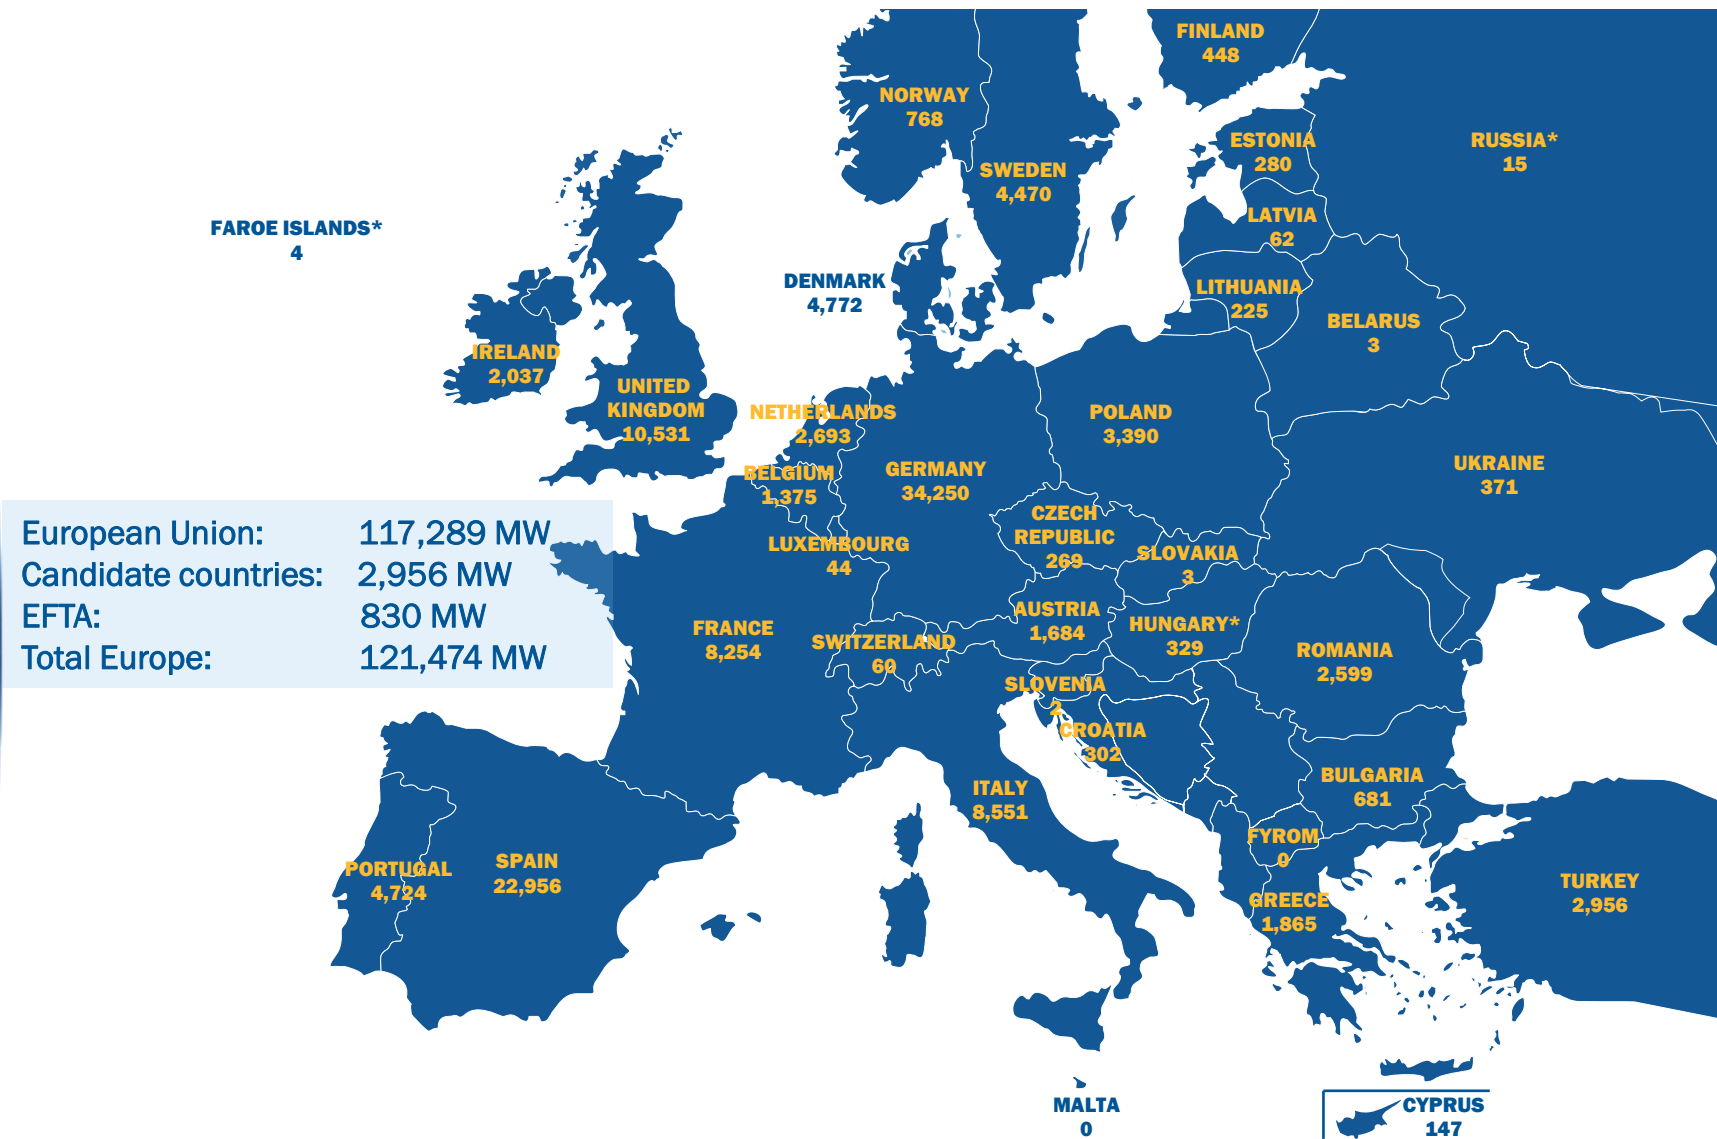 FINLAND
448
NORWAY
768
ESTONIA
280
RUSSIA*
15
SWEDEN
4,470
LATVIA
62
FAROE ISLANDS*
4
DENMARK
4,772
LITHUANIA
225
BELARUS
3
IRELAND
2,037
UNITED
KINGDOM
10,531
NETHERLANDS
2,693
POLAND
3,390
BELGIUM
1,375
GERMANY
34,250
UKRAINE
371
CZECH
REPUBLIC
269
European Union: 117,289 MW
Candidate countries: 2,956 MW
EFTA: 830 MW
Total Europe: 121,474 MW
LUXEMBOURG
44
SLOVAKIA
3
AUSTRIA
1,684
HUNGARY*
329
FRANCE
8,254
SWITZERLAND
60
ROMANIA
2,599
SLOVENIA
2
CROATIA
302
ITALY
8,551
BULGARIA
681
FYROM
0
PORTUGAL
4,724
SPAIN
22,956
GREECE
1,865
TURKEY
2,956
MALTA
0
CYPRUS
147